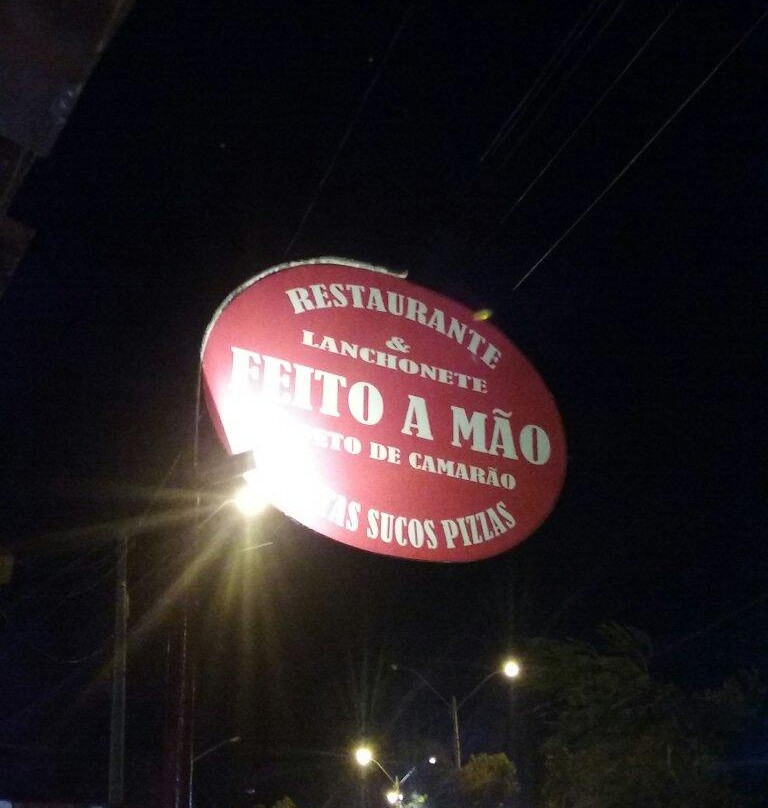 RESTAURANTE
&
LANCHONETE
FEITO A MÃO
DE CAMARÃO
SUCOS PIZZAS